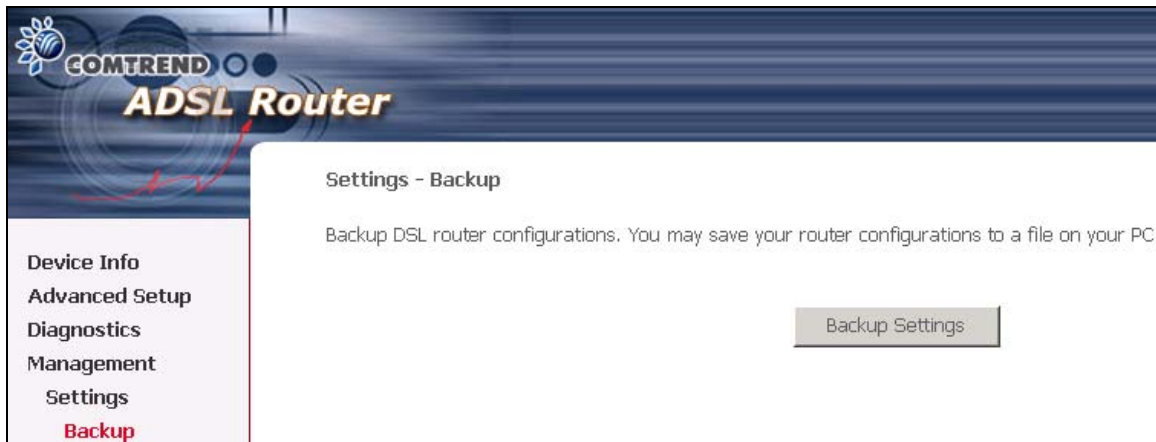 COMTREND
ADSL Router
Settings - Backup
Backup DSL router configurations. You may save your router configurations to a file on your PC
Backup Settings
Device Info
Advanced Setup
Diagnostics
Management
Settings
Backup